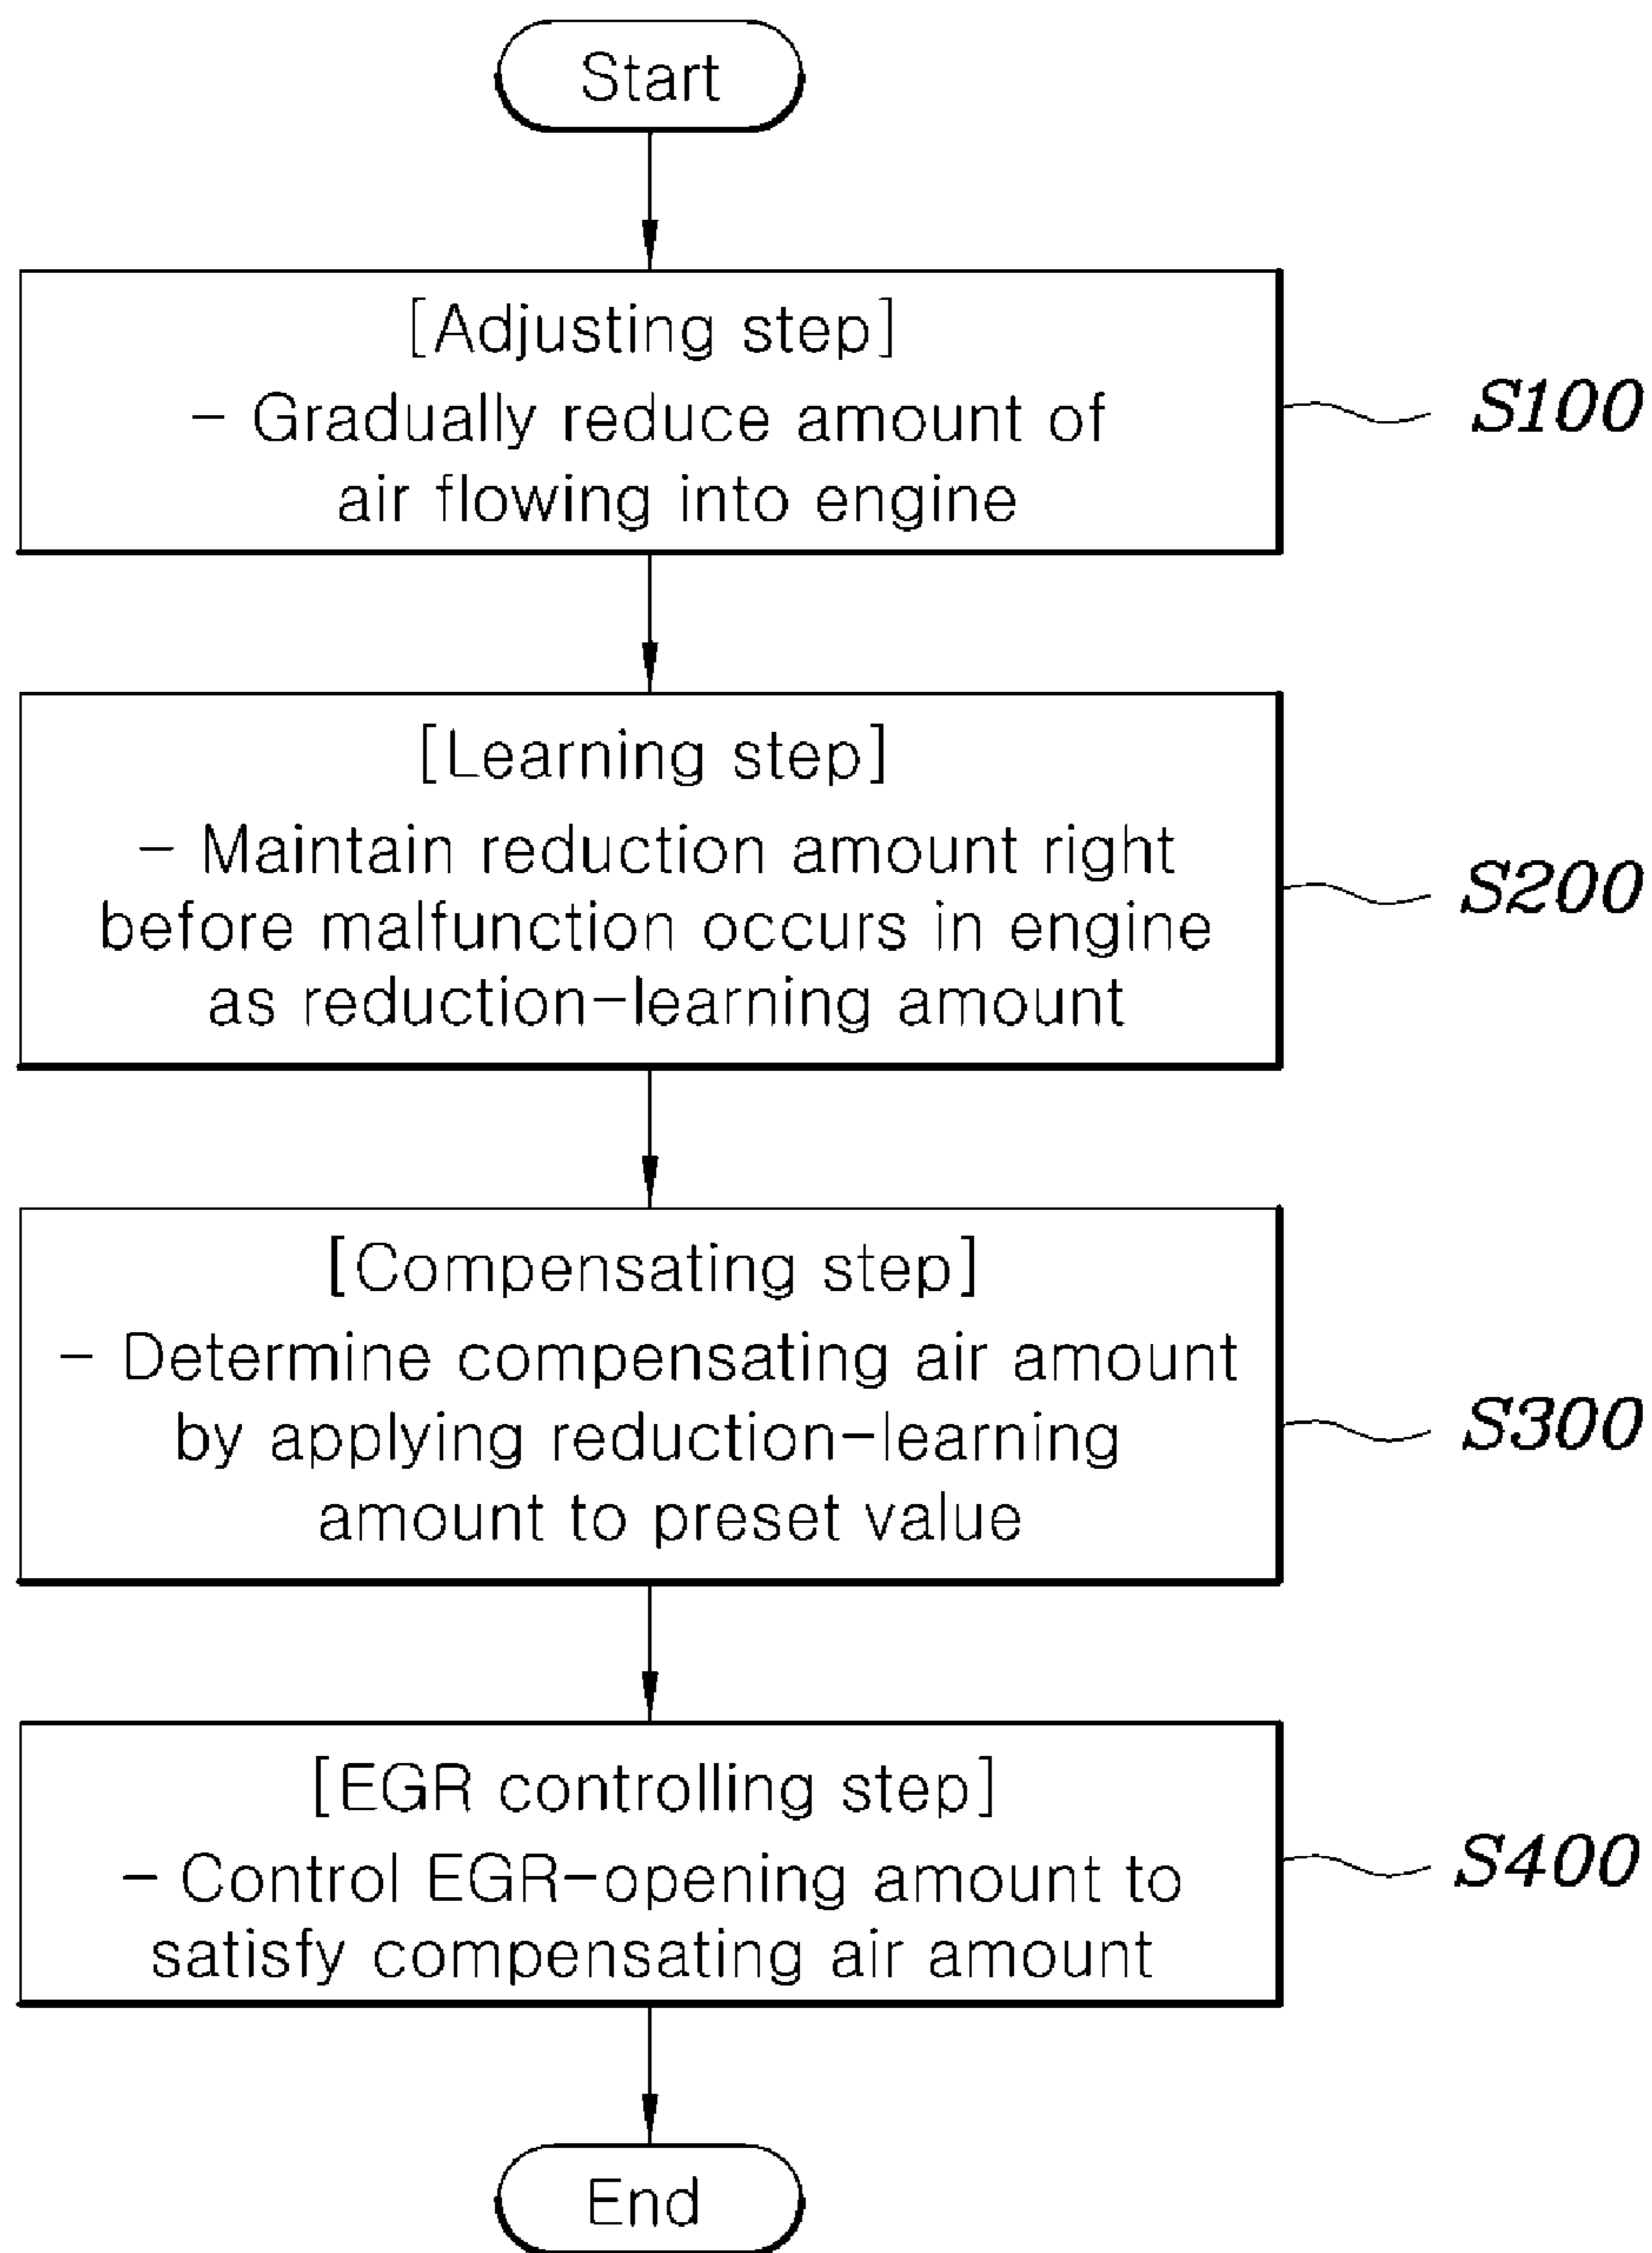 Start
[Adjusting step]
- Gradually reduce amount of
air flowing into engine
S100
[Learning step]
- Maintain reduction amount right
before malfunction occurs in engine
as reduction-learning amount
S200
[Compensating step]
- Determine compensating air amount
by applying reduction-learning
amount to preset value
S300
[EGR controlling step]
- Control EGR-opening amount to
satisfy compensating air amount
S400
End